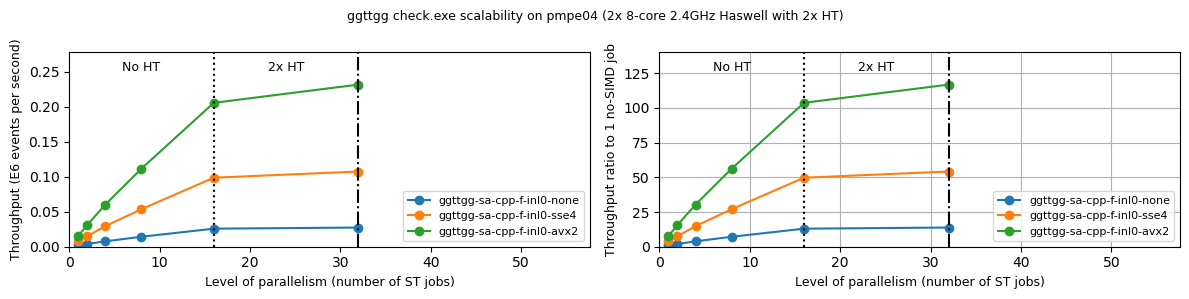 ggttgg check.exe scalability on pmpe04 (2x 8-core 2.4GHz Haswell with 2x HT)
Throughput (E6 events per second)
0.25
0.20
0.15
0.10
0.05
0.00
No HT
2x HT
ggttgg-sa-cpp-f-inl0-none
ggttgg-sa-cpp-f-inl0-sse4
ggttgg-sa-cpp-f-inl0-avx2
0 10 20 30 40 50
Level of parallelism (number of ST jobs)
Throughput ratio to 1 no-SIMD job
125
100
75
50
25
0
No HT
2x HT
ggttgg-sa-cpp-f-inl0-none
ggttgg-sa-cpp-f-inl0-sse4
ggttgg-sa-cpp-f-inl0-avx2
0 10 20 30 40 50
Level of parallelism (number of ST jobs)